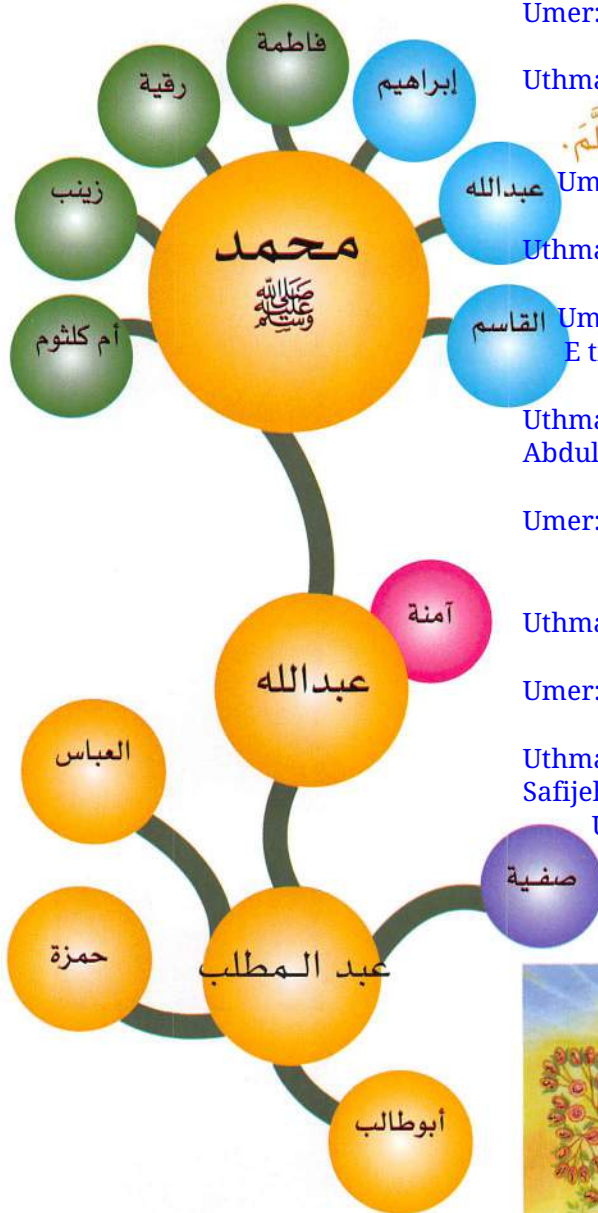 Umer:
فاطمة
إبراهيم
رقية
Uthma
عبدالله
Um
زينب
محمد
صلى الله عليه وسلم
Uthma
القاسم
Um
أم كلثوم
E t
Uthma
Abdul
Umer:
آمنة
Uthma
عبدالله
Umer:
العباس
Uthma
Safijel
صفية
حمزة
عبد الـمطلب
أبوطالب